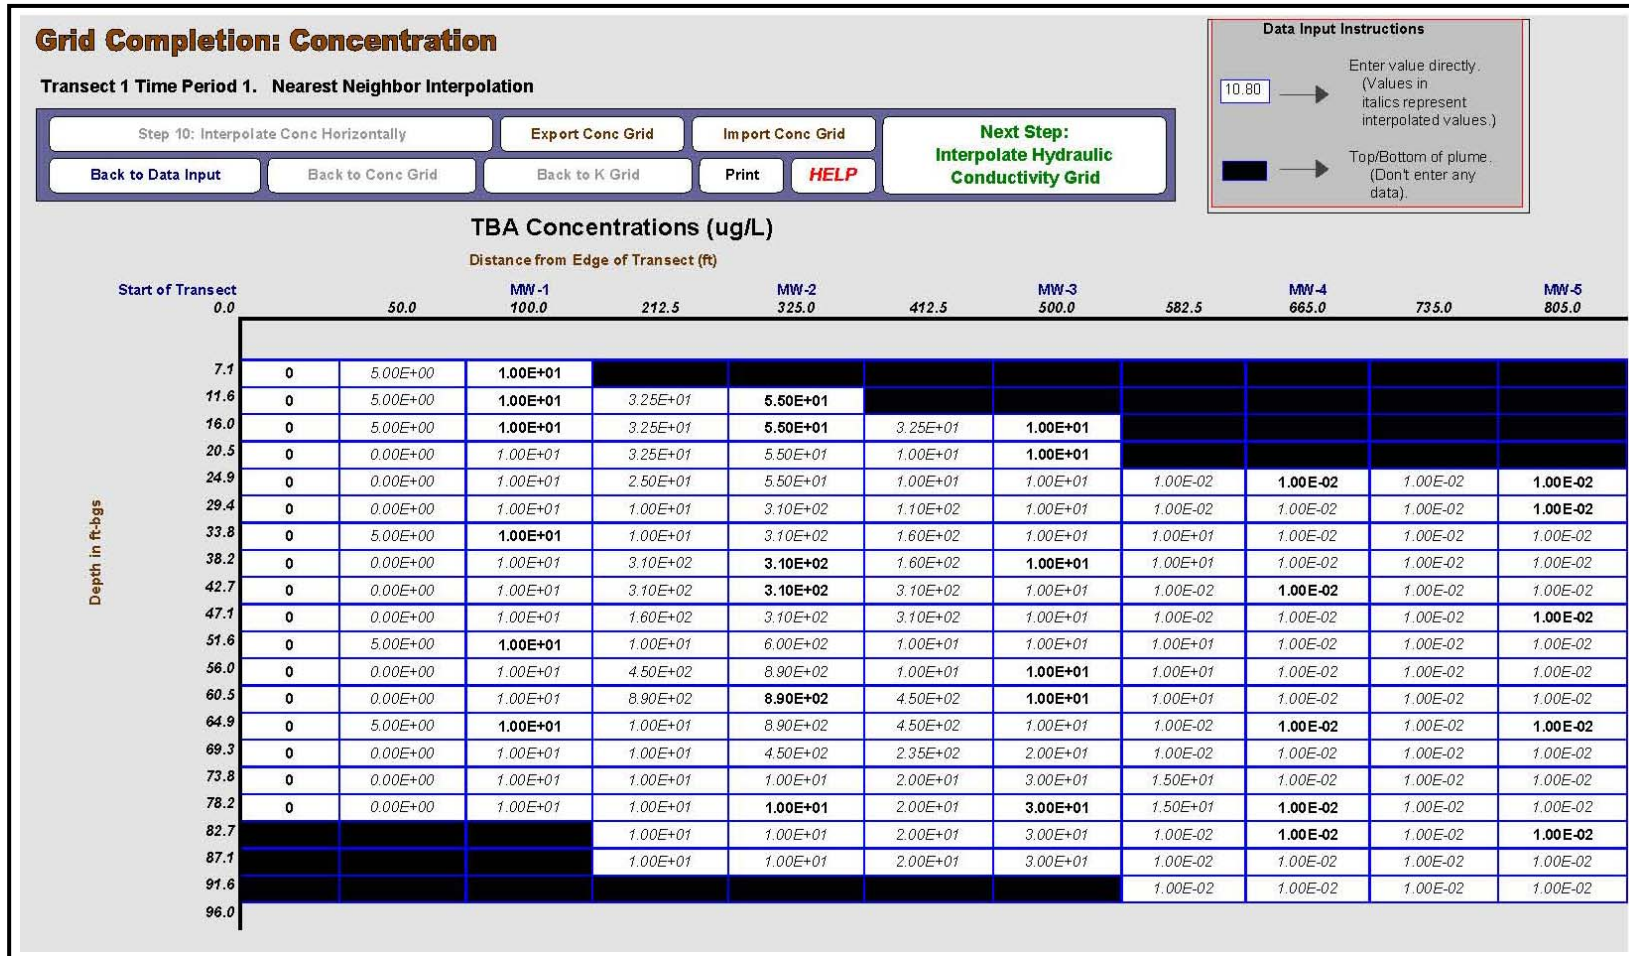 Grid Completion: Concentration
Transect 1 Time Period 1. Nearest Neighbor Interpolation
Step 10: Interpolate Conc Horizontally
Export Conc Grid
Import Conc Grid
Next Step:
Interpolate Hydraulic
Conductivity Grid
Back to Data Input
Back to Conc Grid
Back to K Grid
Print
HELP
Data Input Instructions
10.80
Enter value directly.
(Values in
italics represent
interpolated values.)
Top/Bottom of plume.
(Don't enter any
data).
TBA Concentrations (ug/L)
Distance from Edge of Transect (ft)
Start of Transect MW-1 MW-2 MW-3 MW-4 MW-5
0.0 50.0 100.0 212.5 325.0 412.5 500.0 582.5 665.0 735.0 805.0
Depth in ft-bgs
7.1 0 5.00E+00 1.00E+01
11.6 0 5.00E+00 1.00E+01 3.25E+01 5.50E+01
16.0 0 5.00E+00 1.00E+01 3.25E+01 5.50E+01 3.25E+01 1.00E+01
20.5 0 0.00E+00 1.00E+01 3.25E+01 5.50E+01 1.00E+01 1.00E+01
24.9 0 0.00E+00 1.00E+01 2.50E+01 5.50E+01 1.00E+01 1.00E+01 1.00E-02 1.00E-02 1.00E-02 1.00E-02
29.4 0 0.00E+00 1.00E+01 1.00E+01 3.10E+02 1.10E+02 1.00E+01 1.00E-02 1.00E-02 1.00E-02 1.00E-02
33.8 0 5.00E+00 1.00E+01 1.00E+01 3.10E+02 1.60E+02 1.00E+01 1.00E+01 1.00E-02 1.00E-02 1.00E-02
38.2 0 0.00E+00 1.00E+01 3.10E+02 3.10E+02 1.60E+02 1.00E+01 1.00E+01 1.00E-02 1.00E-02 1.00E-02
42.7 0 0.00E+00 1.00E+01 3.10E+02 3.10E+02 3.10E+02 1.00E+01 1.00E-02 1.00E-02 1.00E-02 1.00E-02
47.1 0 0.00E+00 1.00E+01 1.60E+02 3.10E+02 3.10E+02 1.00E+01 1.00E-02 1.00E-02 1.00E-02 1.00E-02
51.6 0 5.00E+00 1.00E+01 1.00E+01 6.00E+02 1.00E+01 1.00E+01 1.00E+01 1.00E-02 1.00E-02 1.00E-02
56.0 0 0.00E+00 1.00E+01 4.50E+02 8.90E+02 1.00E+01 1.00E+01 1.00E+01 1.00E-02 1.00E-02 1.00E-02
60.5 0 0.00E+00 1.00E+01 8.90E+02 8.90E+02 4.50E+02 1.00E+01 1.00E+01 1.00E-02 1.00E-02 1.00E-02
64.9 0 5.00E+00 1.00E+01 1.00E+01 8.90E+02 4.50E+02 1.00E+01 1.00E-02 1.00E-02 1.00E-02 1.00E-02
69.3 0 0.00E+00 1.00E+01 1.00E+01 4.50E+02 2.35E+02 2.00E+01 1.00E-02 1.00E-02 1.00E-02 1.00E-02
73.8 0 0.00E+00 1.00E+01 1.00E+01 1.00E+01 2.00E+01 3.00E+01 1.50E+01 1.00E-02 1.00E-02 1.00E-02
78.2 0 0.00E+00 1.00E+01 1.00E+01 1.00E+01 2.00E+01 3.00E+01 1.50E+01 1.00E-02 1.00E-02 1.00E-02
82.7 1.00E+01 1.00E+01 2.00E+01 3.00E+01 1.00E-02 1.00E-02 1.00E-02 1.00E-02
87.1 1.00E+01 1.00E+01 2.00E+01 3.00E+01 1.00E-02 1.00E-02 1.00E-02 1.00E-02
91.6 1.00E-02 1.00E-02 1.00E-02 1.00E-02
96.0